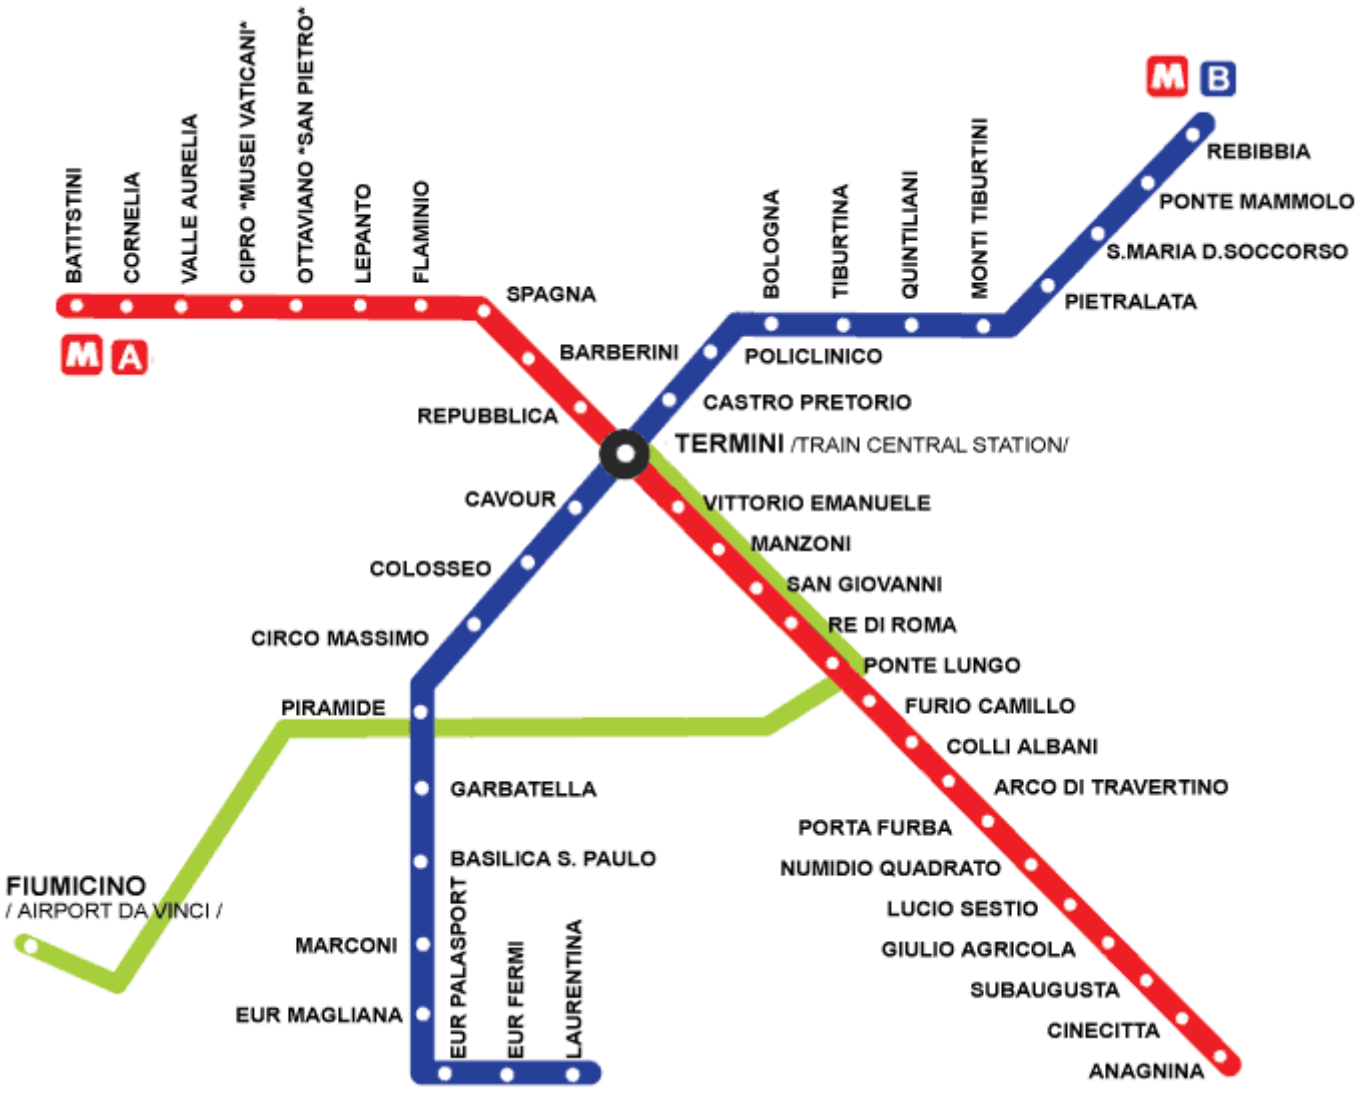 BATITSTINI
CORNELIA
VALLE AURELIA
CIPRO *MUSEI VATICANI*
OTTAVIANO *SAN PIETRO*
LEPANTO
FLAMINIO
SPAGNA
BARBERINI
REPUBBLICA
M A
M B
REBIBBIA
PONTE MAMMOLO
S.MARIA D.SOCCORSO
PIETRALATA
MONTI TIBURTINI
QUINTILIANI
TIBURTINA
BOLOGNA
POLICLINICO
CASTRO PRETORIO
TERMINI /TRAIN CENTRAL STATION/
CAVOUR
COLOSSEO
CIRCO MASSIMO
PIRAMIDE
GARBATELLA
BASILICA S. PAULO
MARCONI
EUR MAGLIANA
EUR PALASPORT
EUR FERMI
LAURENTINA
VITTORIO EMANUELE
MANZONI
SAN GIOVANNI
RE DI ROMA
PONTE LUNGO
FURIO CAMILLO
COLLI ALBANI
ARCO DI TRAVERTINO
PORTA FURBA
NUMIDIO QUADRATO
LUCIO SESTIO
GIULIO AGRICOLA
SUBAUGUSTA
CINECITTA
ANAGNINA
FIUMICINO
/ AIRPORT DA VINCI /